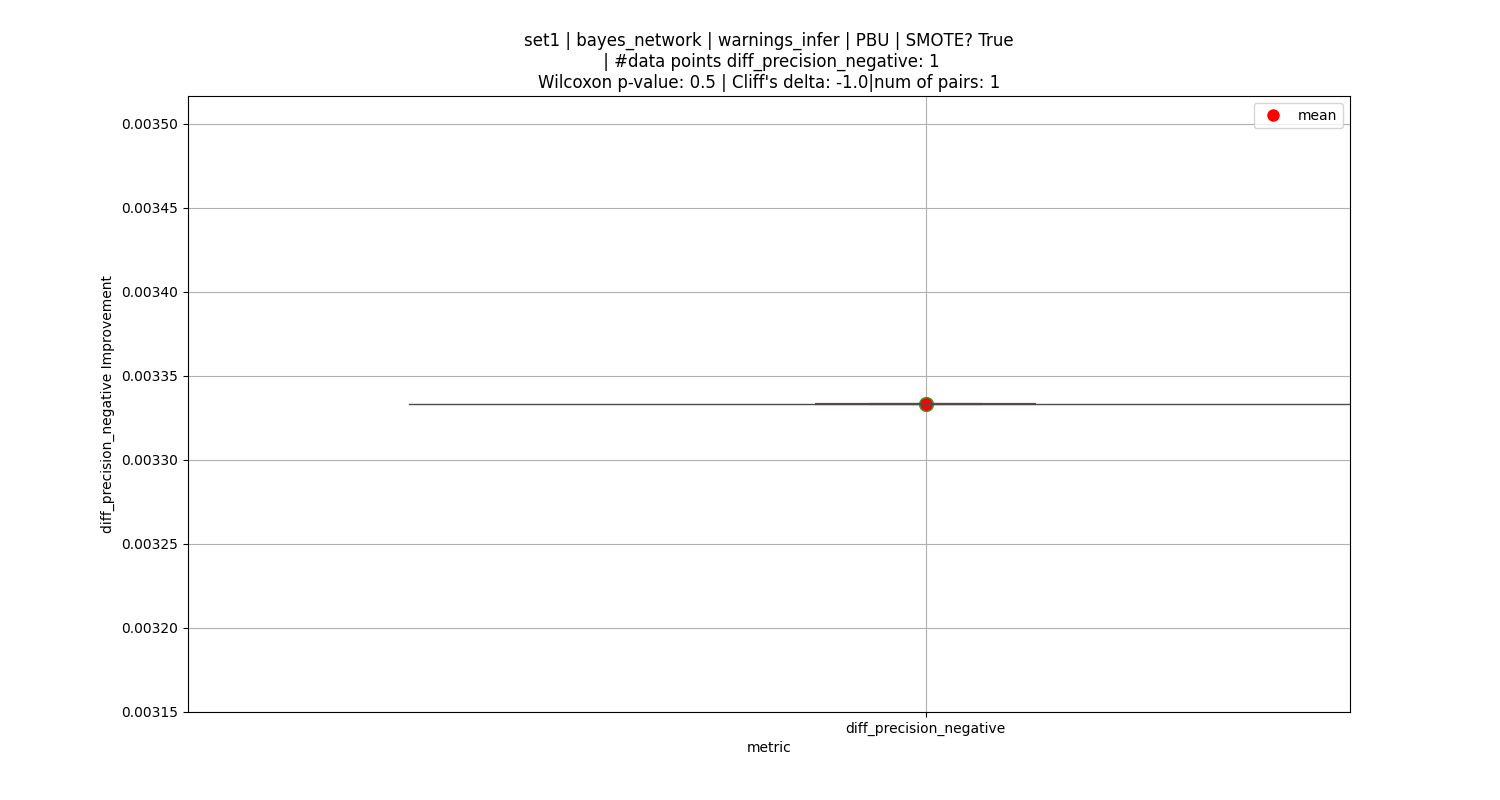 set1 | bayes_network | warnings_infer | PBU | SMOTE? True
| #data points diff_precision_negative: 1
Wilcoxon p-value: 0.5 | Cliff's delta: -1.0|num of pairs: 1
mean
0.00350
0.00345
0.00340
0.00335
0.00330
0.00325
0.00320
0.00315
diff_precision_negative Improvement
diff_precision_negative
metric